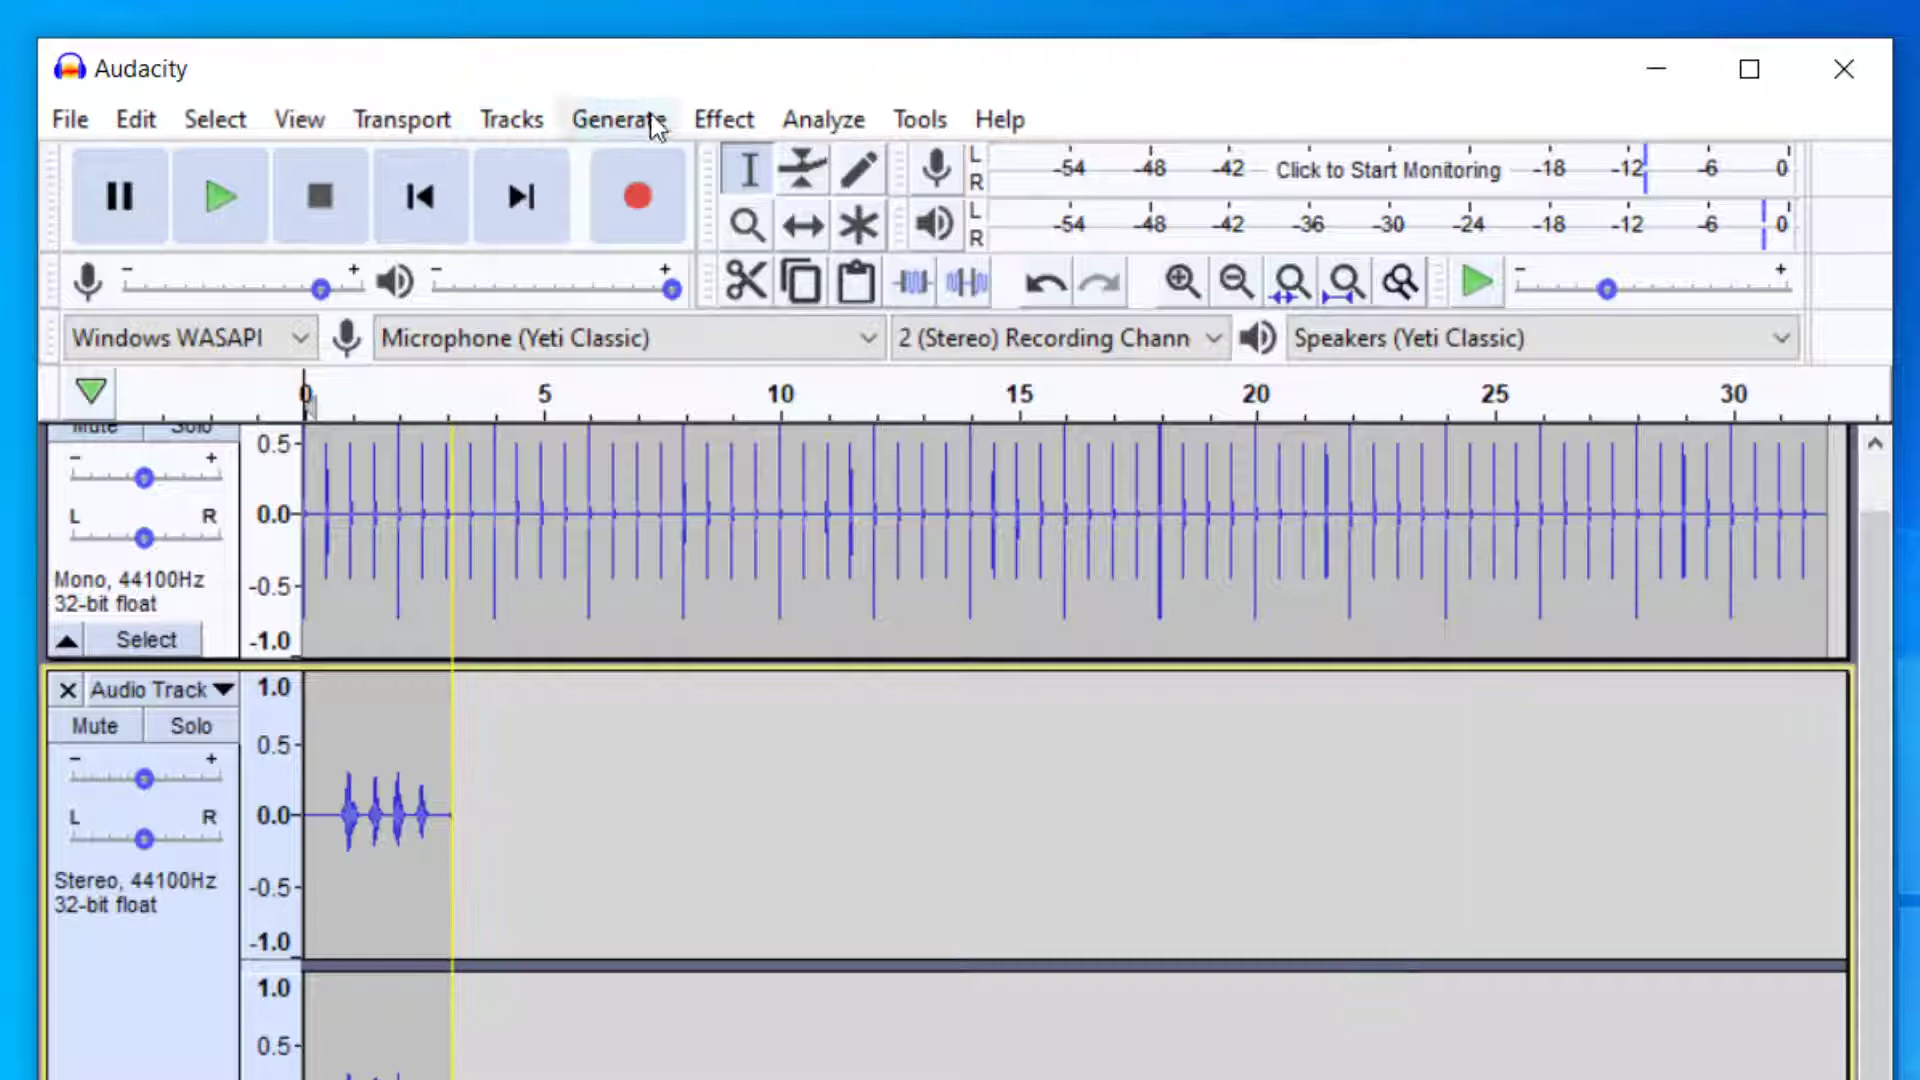 Audacity
File Edit Select View Transport Tracks Generate Effect Analyze Tools Help
L
R
-54 -48 -42 Click to Start Monitoring -18 -12 -6 0
L
R
-54 -48 -42 -36 -30 -24 -18 -12 -6 0
- + - + - +
Windows WASAPI Microphone (Yeti Classic) 2 (Stereo) Recording Chann Speakers (Yeti Classic)
0 5 10 15 20 25 30
Mute Solo
- +
L R
Mono, 44100Hz
32-bit float
Select
0.5
0.0
-0.5
-1.0
Audio Track
Mute Solo
- +
L R
Stereo, 44100Hz
32-bit float
1.0
0.5
0.0
-0.5
-1.0
1.0
0.5